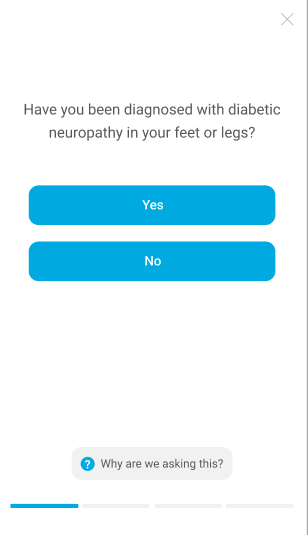 Have you been diagnosed with diabetic
neuropathy in your feet or legs?
Yes
No
? Why are we asking this?